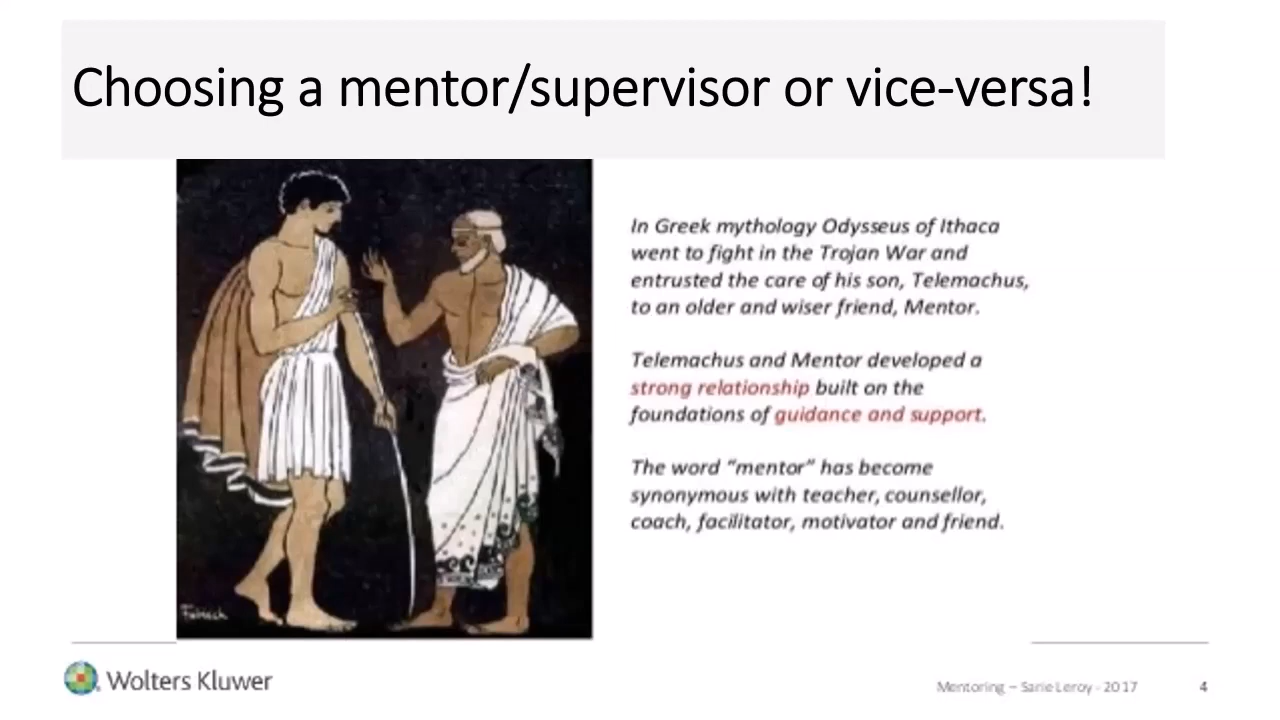 Choosing a mentor/supervisor or vice-versa!
In Greek mythology Odysseus of Ithaca
went to fight in the Trojan War and
entrusted the care of his son, Telemachus,
to an older and wiser friend, Mentor.
Telemachus and Mentor developed a
strong relationship built on the
foundations of guidance and support.
The word “mentor” has become
synonymous with teacher, counsellor,
coach, facilitator, motivator and friend.
Wolters Kluwer
Mentoring – Sarie Leroy - 2017
4